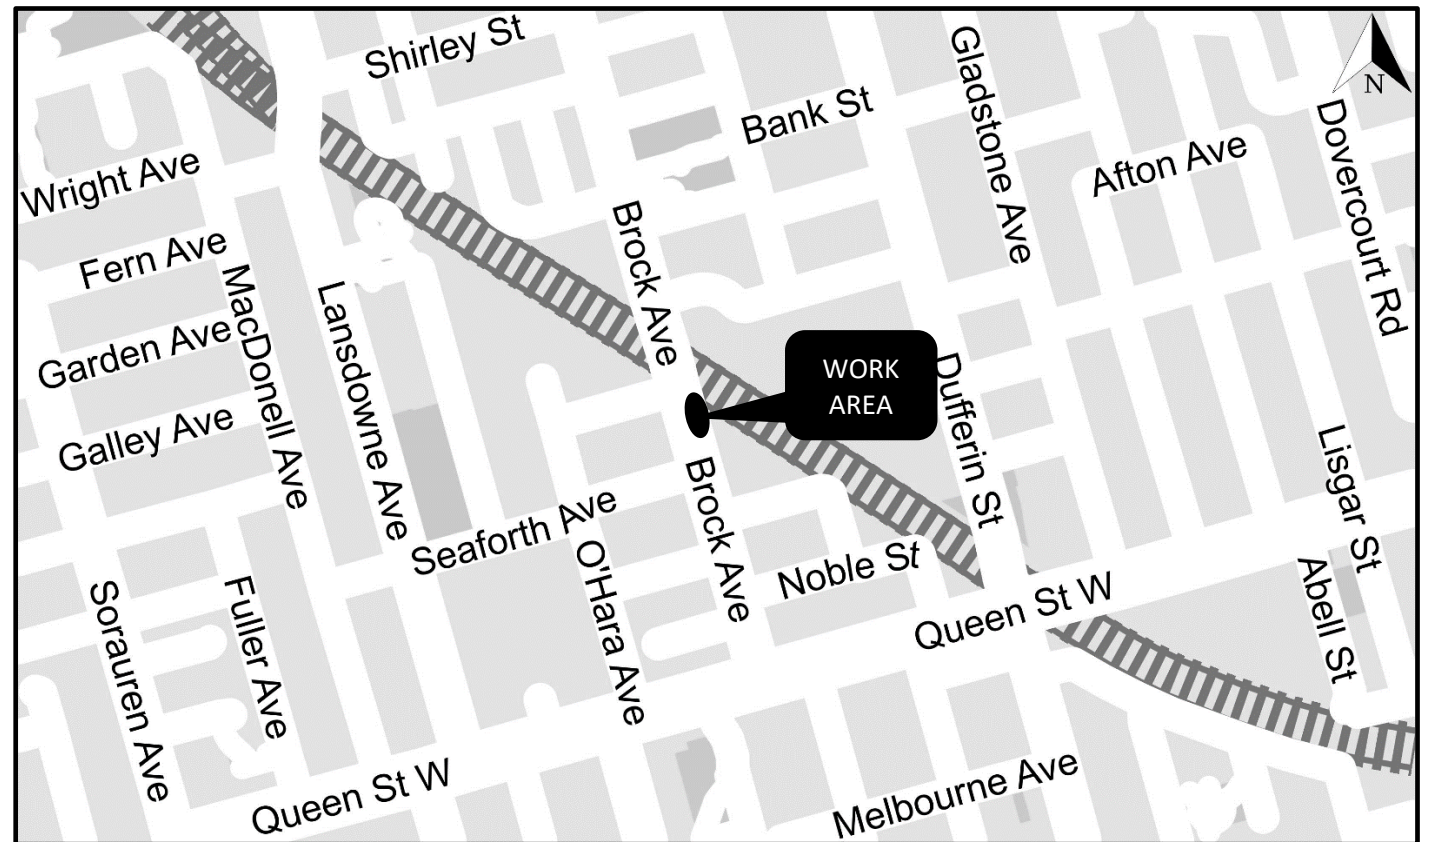 Shirley St
N
Gladstone Ave
Bank St
Dovercourt Rd
Afton Ave
Wright Ave
Brock Ave
Fern Ave
MacDonell Ave
Lansdowne Ave
Garden Ave
WORK
AREA
Dufferin St
Galley Ave
Lisgar St
Brock Ave
Seaforth Ave
O'Hara Ave
Noble St
Abell St
Queen St W
Sorauren Ave
Fuller Ave
Queen St W
Melbourne Ave